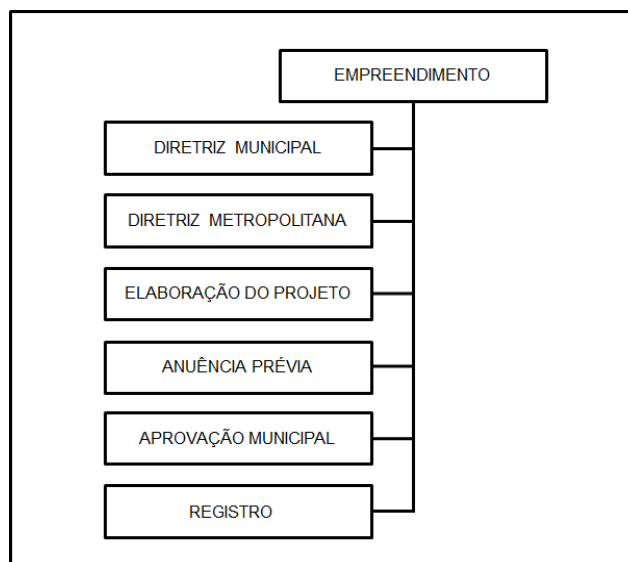 EMPREENDIMENTO
DIRETRIZ MUNICIPAL
DIRETRIZ METROPOLITANA
ELABORAÇÃO DO PROJETO
ANUÊNCIA PRÉVIA
APROVAÇÃO MUNICIPAL
REGISTRO